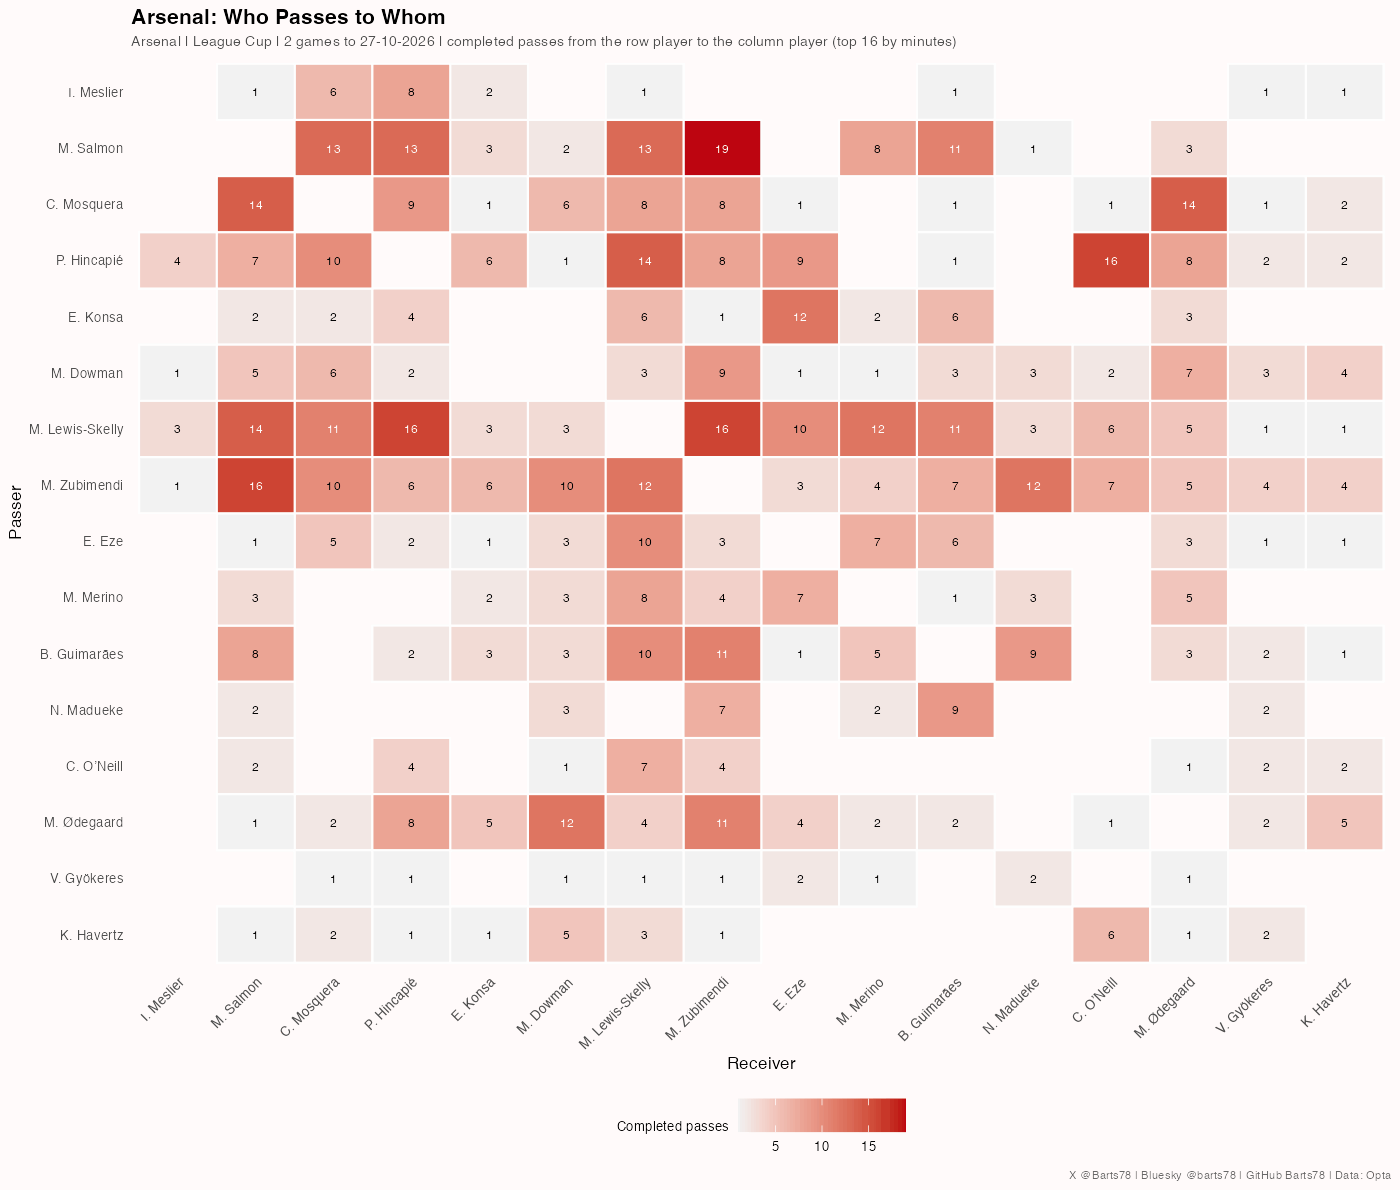 Arsenal: Who Passes to Whom
Arsenal | League Cup | 2 games to 27-10-2026 | completed passes from the row player to the column player (top 16 by minutes)
I. Meslier 1 6 8 2 1 1 1 1
M. Salmon 13 13 3 2 13 19 8 11 1 3
C. Mosquera 14 9 1 6 8 8 1 1 1 14 1 2
P. Hincapié 4 7 10 6 1 14 8 9 1 16 8 2 2
E. Konsa 2 2 4 6 1 12 2 6 3
M. Dowman 1 5 6 2 3 9 1 1 3 3 2 7 3 4
M. Lewis-Skelly 3 14 11 16 3 3 16 10 12 11 3 6 5 1 1
M. Zubimendi 1 16 10 6 6 10 12 3 4 7 12 7 5 4 4
E. Eze 1 5 2 1 3 10 3 7 6 3 1 1
M. Merino 3 2 3 8 4 7 1 3 5
B. Guimarães 8 2 3 3 10 11 1 5 9 3 2 1
N. Madueke 2 3 7 2 9 2
C. O'Neill 2 4 1 7 4 1 2 2
M. Ødegaard 1 2 8 5 12 4 11 4 2 2 1 2 5
V. Gyökeres 1 1 1 1 1 2 1 2 1
K. Havertz 1 2 1 1 5 3 1 6 1 2
Passer
I. Meslier M. Salmon C. Mosquera P. Hincapié E. Konsa M. Dowman M. Lewis-Skelly M. Zubimendi E. Eze M. Merino B. Guimarães N. Madueke C. O'Neill M. Ødegaard V. Gyökeres K. Havertz
Receiver
Completed passes
5 10 15
X @Barts78 | Bluesky @barts78 | GitHub Barts78 | Data: Opta